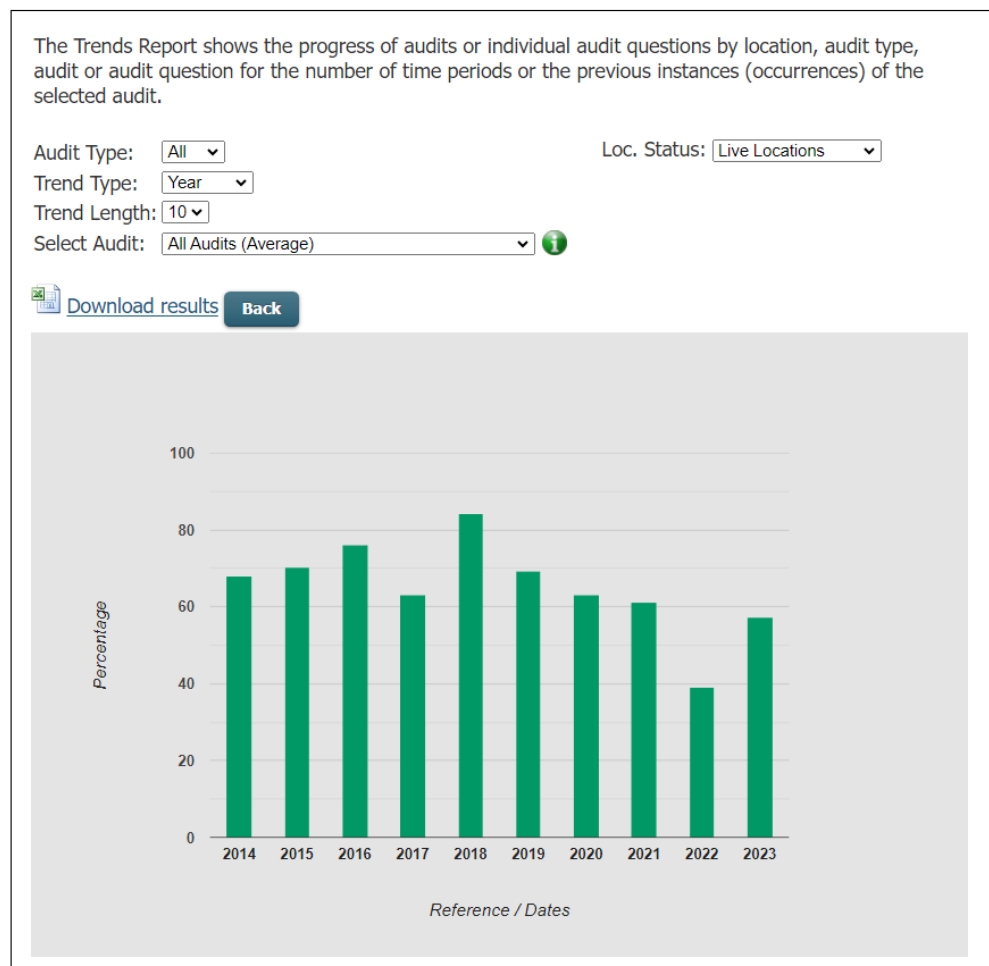 The Trends Report shows the progress of audits or individual audit questions by location, audit type,
audit or audit question for the number of time periods or the previous instances (occurrences) of the
selected audit.
Audit Type: All
Loc. Status: Live Locations
Trend Type: Year
Trend Length: 10
Select Audit: All Audits (Average)
Download results Back
100
80
60
40
20
0
Percentage
2014 2015 2016 2017 2018 2019 2020 2021 2022 2023
Reference / Dates